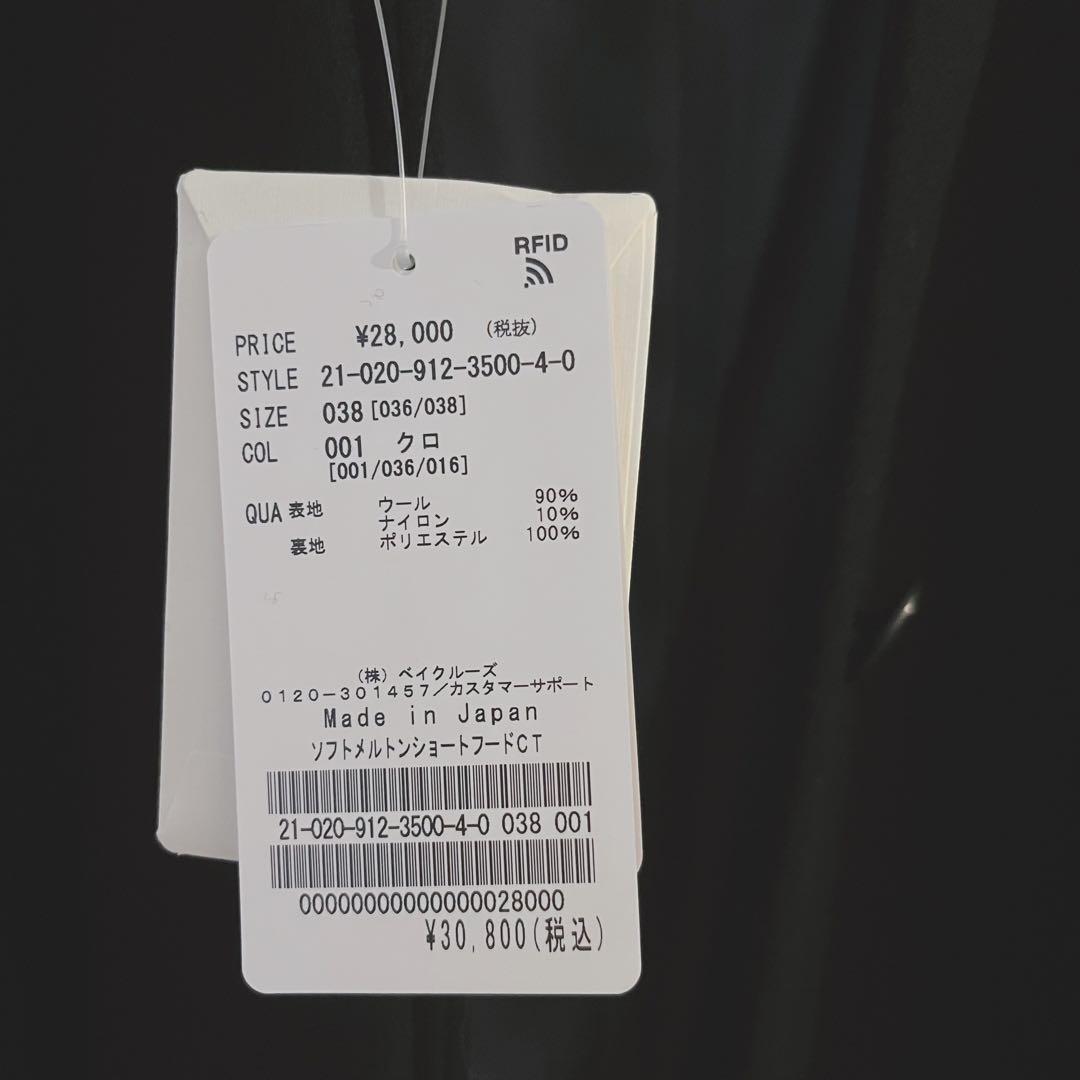 RFID
PRICE ¥28,000 (税抜)
STYLE 21-020-912-3500-4-0
SIZE 038 [036/038]
COL 001 クロ
[001/036/016]
QUA 表地 ウール 90%
ナイロン 10%
裏地 ポリエステル 100%
(株) ベイクルーズ
0120-301457/カスタマーサポート
Made in Japan
ソフトメルトンショートフードCT
21-020-912-3500-4-0 038 001
00000000000000028000
¥30,800(税込)